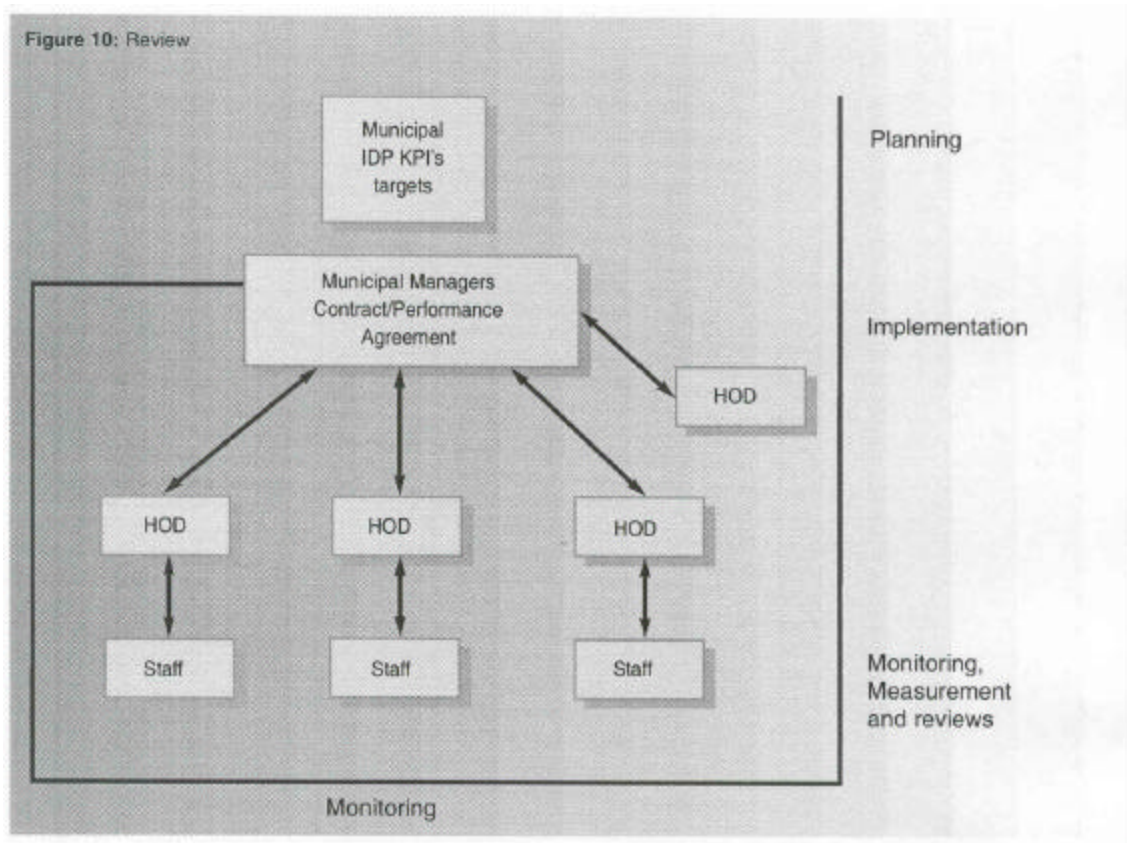 Figure 10: Review
Municipal
IDP KPI's
targets
Planning
Municipal Managers
Contract/Performance
Agreement
Implementation
HOD
HOD
HOD
HOD
Staff
Staff
Staff
Monitoring,
Measurement
and reviews
Monitoring